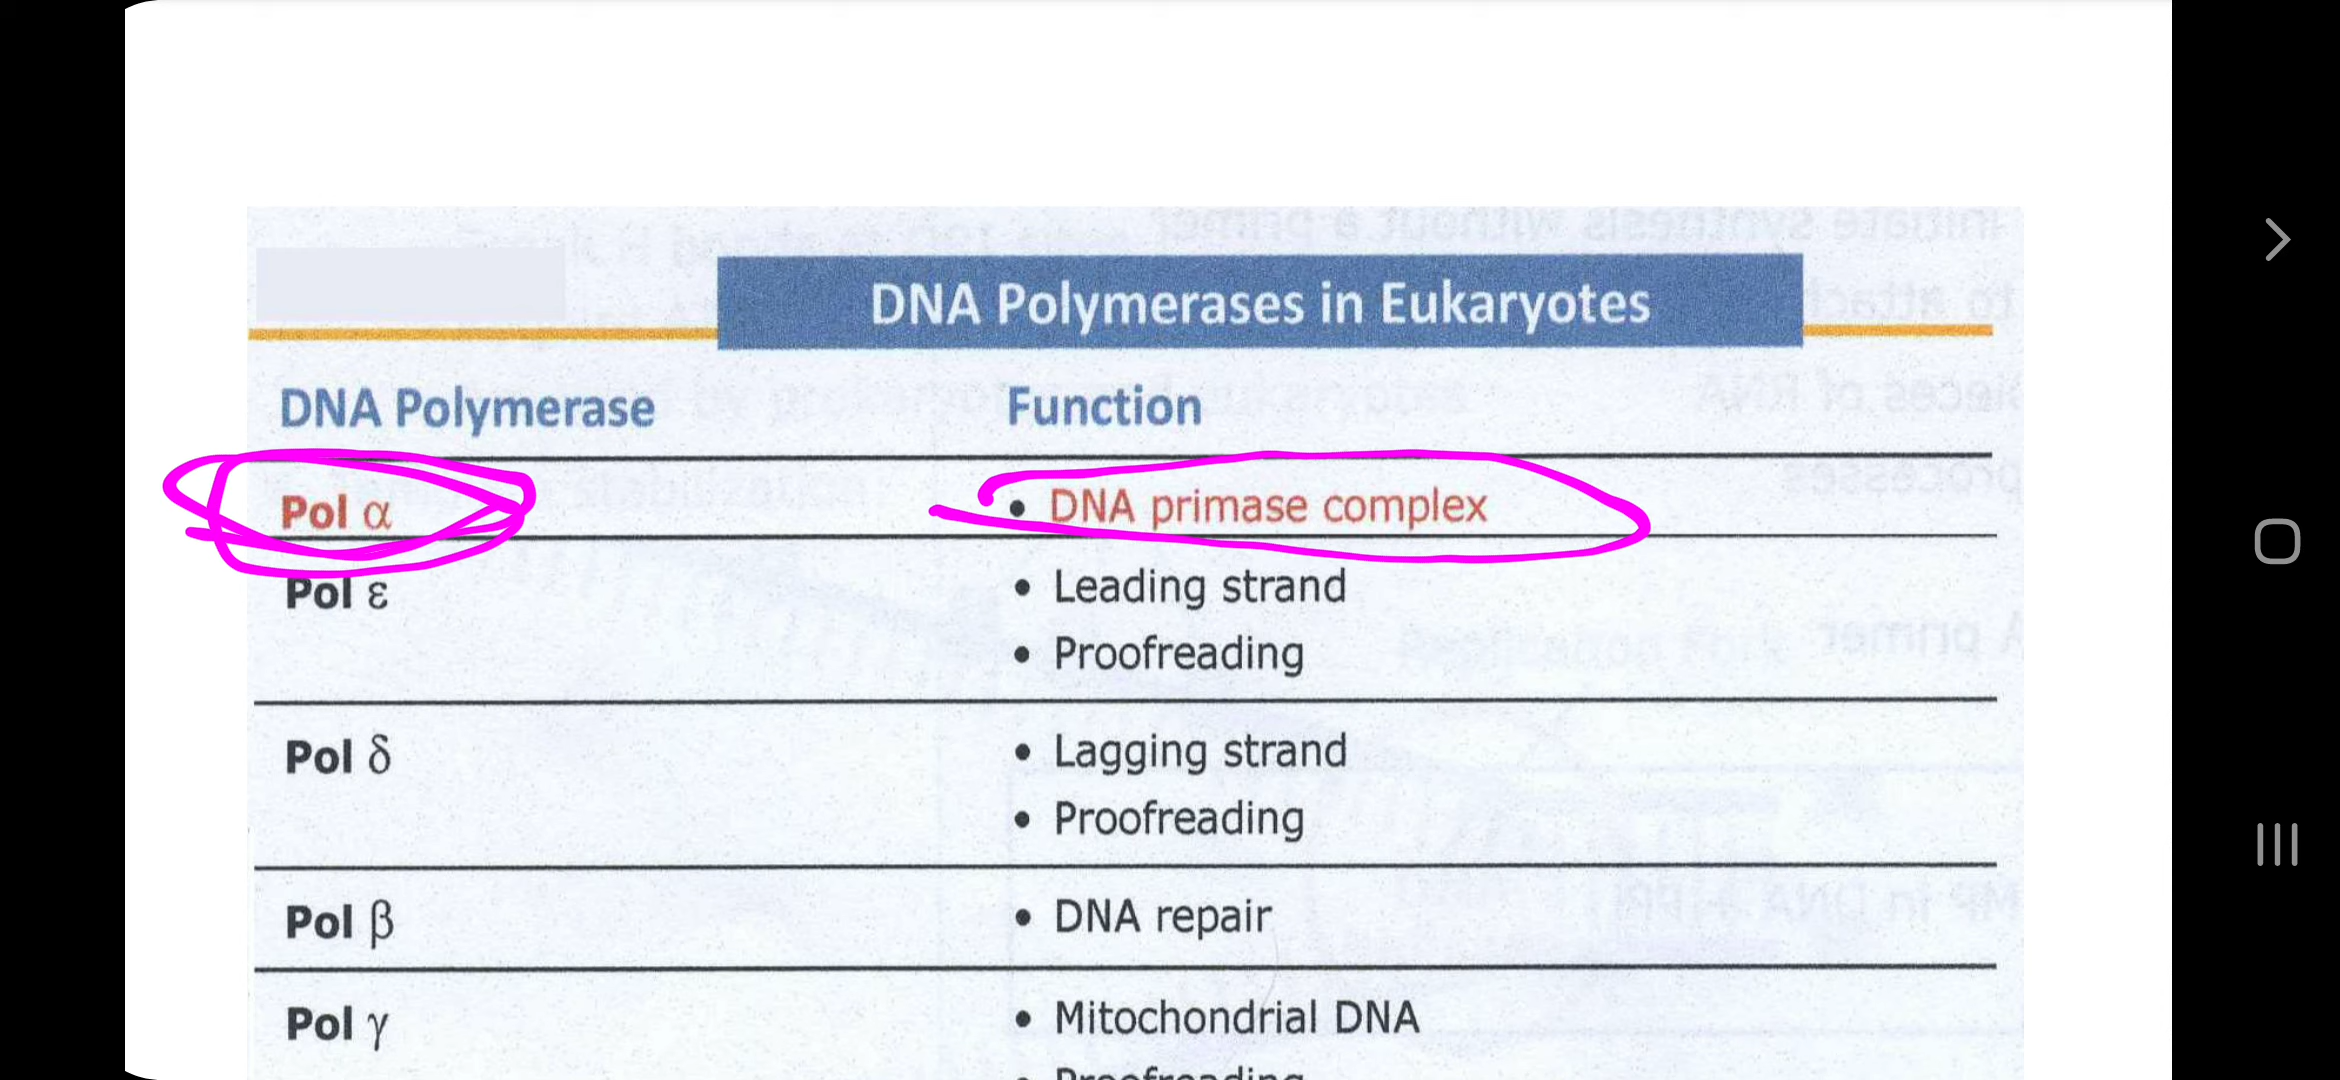 DNA Polymerases in Eukaryotes
DNA Polymerase Function
Pol α • DNA primase complex
Pol ε • Leading strand
• Proofreading
Pol δ • Lagging strand
• Proofreading
Pol β • DNA repair
Pol γ • Mitochondrial DNA
• Proofreading